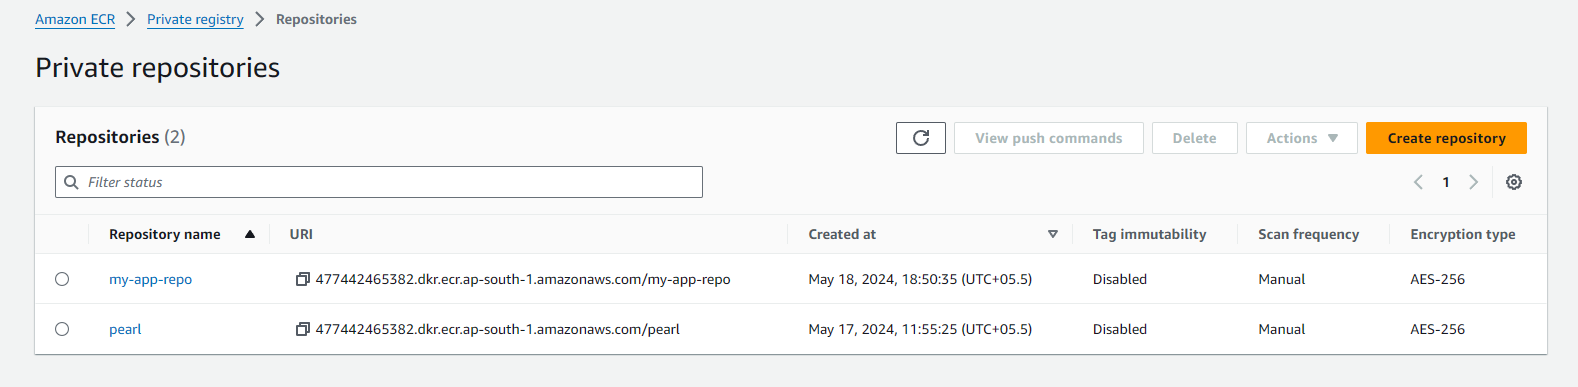 Amazon ECR > Private registry > Repositories
Private repositories
Repositories (2)
View push commands
Delete
Actions
Create repository
Filter status
1
Repository name URI Created at Tag immutability Scan frequency Encryption type
my-app-repo 477442465382.dkr.ecr.ap-south-1.amazonaws.com/my-app-repo May 18, 2024, 18:50:35 (UTC+05.5) Disabled Manual AES-256
pearl 477442465382.dkr.ecr.ap-south-1.amazonaws.com/pearl May 17, 2024, 11:55:25 (UTC+05.5) Disabled Manual AES-256